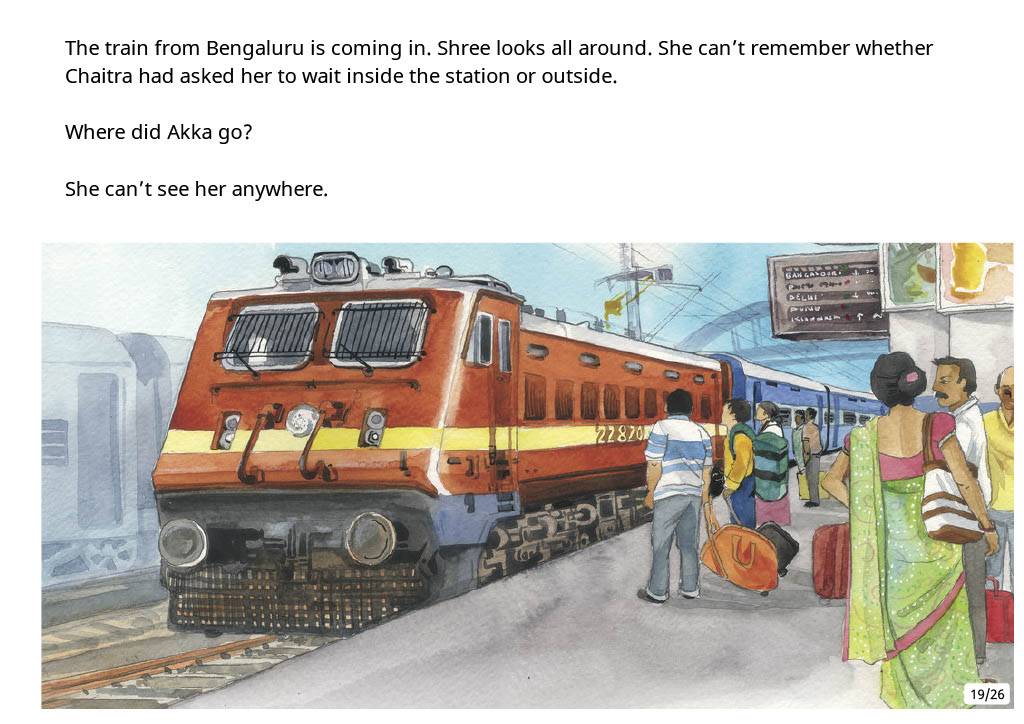 The train from Bengaluru is coming in. Shree looks all around. She can’t remember whether
Chaitra had asked her to wait inside the station or outside.
Where did Akka go?
She can’t see her anywhere.
DELHI
22820
19/26